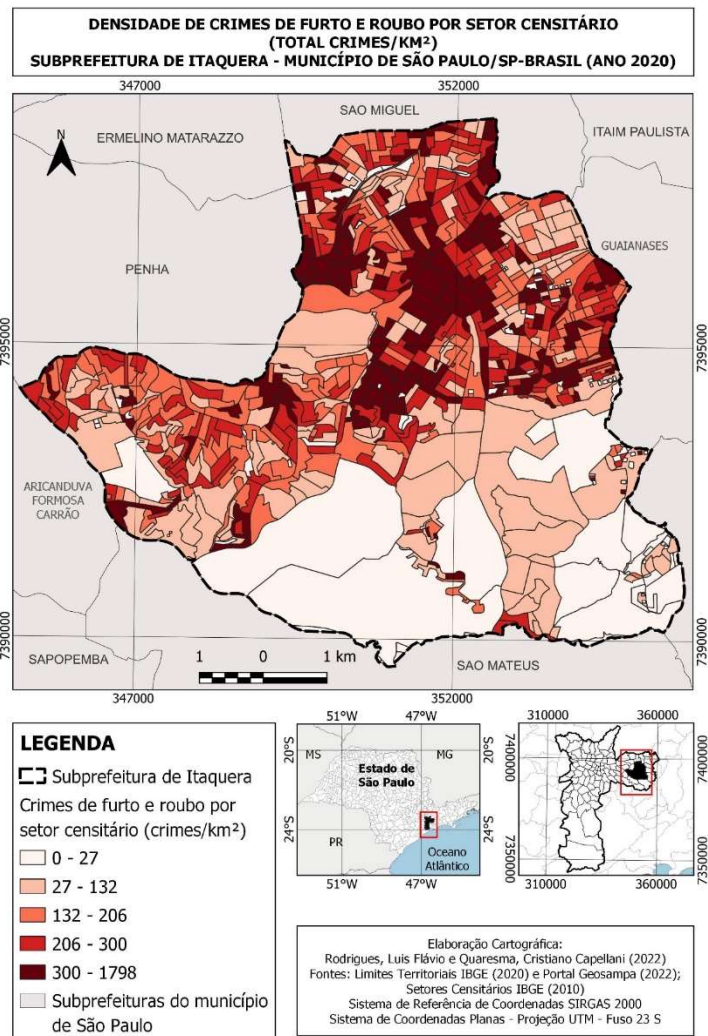 DENSIDADE DE CRIMES DE FURTO E ROUBO POR SETOR CENSITÁRIO
(TOTAL CRIMES/KM²)
SUBPREFEITURA DE ITAQUERA - MUNICÍPIO DE SÃO PAULO/SP-BRASIL (ANO 2020)
347000
352000
SAO MIGUEL
ERMELINO MATARAZZO
ITAIM PAULISTA
N
GUAIANASES
PENHA
7395000
7395000
ARICANDUVA
FORMOSA
CARRÃO
7390000
7390000
SAPOPEMBA
1 0 1 km
SAO MATEUS
347000
352000
LEGENDA
Subprefeitura de Itaquera
Crimes de furto e roubo por
setor censitário (crimes/km²)
0 - 27
27 - 132
132 - 206
206 - 300
300 - 1798
Subprefeituras do município
de São Paulo
51°W
47°W
20°S
20°S
MS
MG
Estado de
São Paulo
24°S
24°S
PR
Oceano
Atlântico
51°W
47°W
310000
360000
7400000
7400000
7350000
7350000
310000
360000
Elaboração Cartográfica:
Rodrigues, Luis Flávio e Quaresma, Cristiano Capellani (2022)
Fontes: Limites Territoriais IBGE (2020) e Portal Geosampa (2022);
Setores Censitários IBGE (2010)
Sistema de Referência de Coordenadas SIRGAS 2000
Sistema de Coordenadas Planas - Projeção UTM - Fuso 23 S